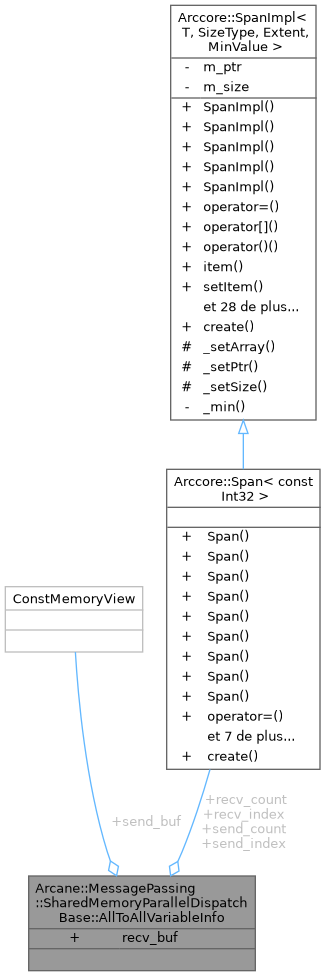 Arccore::SpanImpl<
T, SizeType, Extent,
MinValue >
- m_ptr
- m_size
+ SpanImpl()
+ SpanImpl()
+ SpanImpl()
+ SpanImpl()
+ SpanImpl()
+ operator=()
+ operator[]()
+ operator()()
+ item()
+ setItem()
et 28 de plus...
+ create()
# _setArray()
# _setPtr()
# _setSize()
- _min()
Arccore::Span< const
Int32 >
+ Span()
+ Span()
+ Span()
+ Span()
+ Span()
+ Span()
+ Span()
+ Span()
+ Span()
+ operator=()
et 7 de plus...
+ create()
ConstMemoryView
+send_buf
+recv_count
+recv_index
+send_count
+send_index
Arcane::MessagePassing
::SharedMemoryParallelDispatch
Base::AllToAllVariableInfo
+ recv_buf